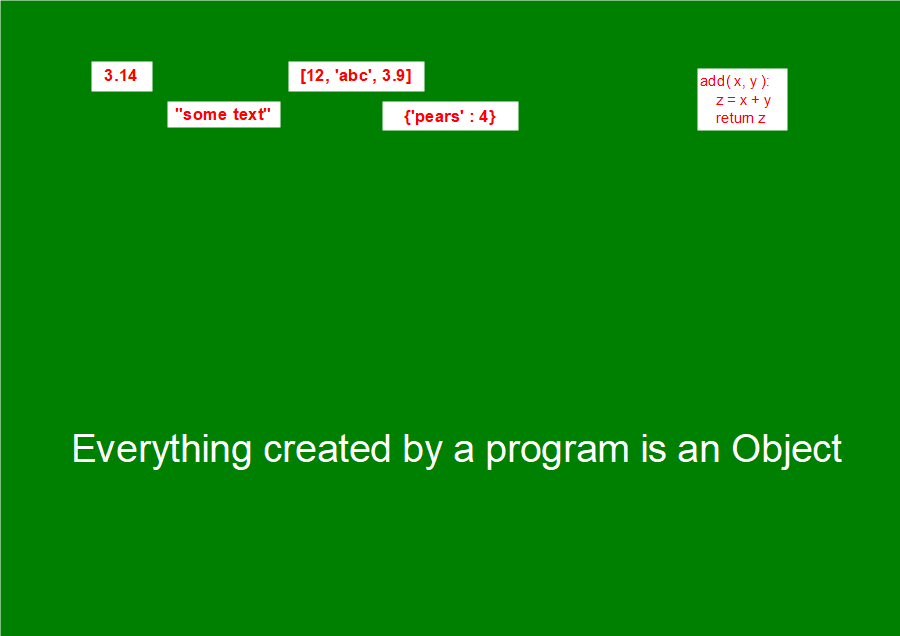 3.14
"some text"
[12, 'abc', 3.9]
{'pears' : 4}
add( x, y ):
z = x + y
return z
Everything created by a program is an Object